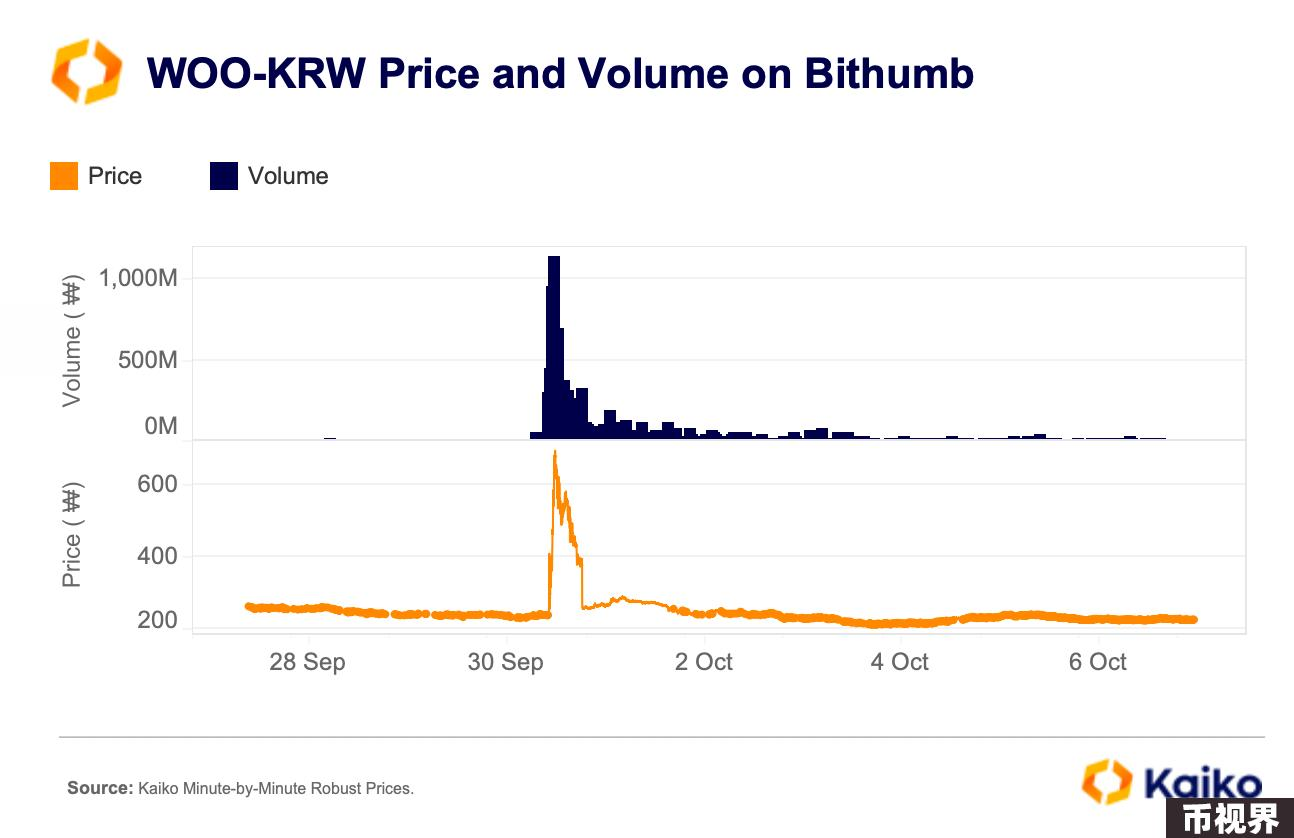 WOO-KRW Price and Volume on Bithumb
Price
Volume
Volume (₩)
1,000M
500M
0M
Price (₩)
600
400
200
28 Sep
30 Sep
2 Oct
4 Oct
6 Oct
Source: Kaiko Minute-by-Minute Robust Prices.
Kaiko
币视界